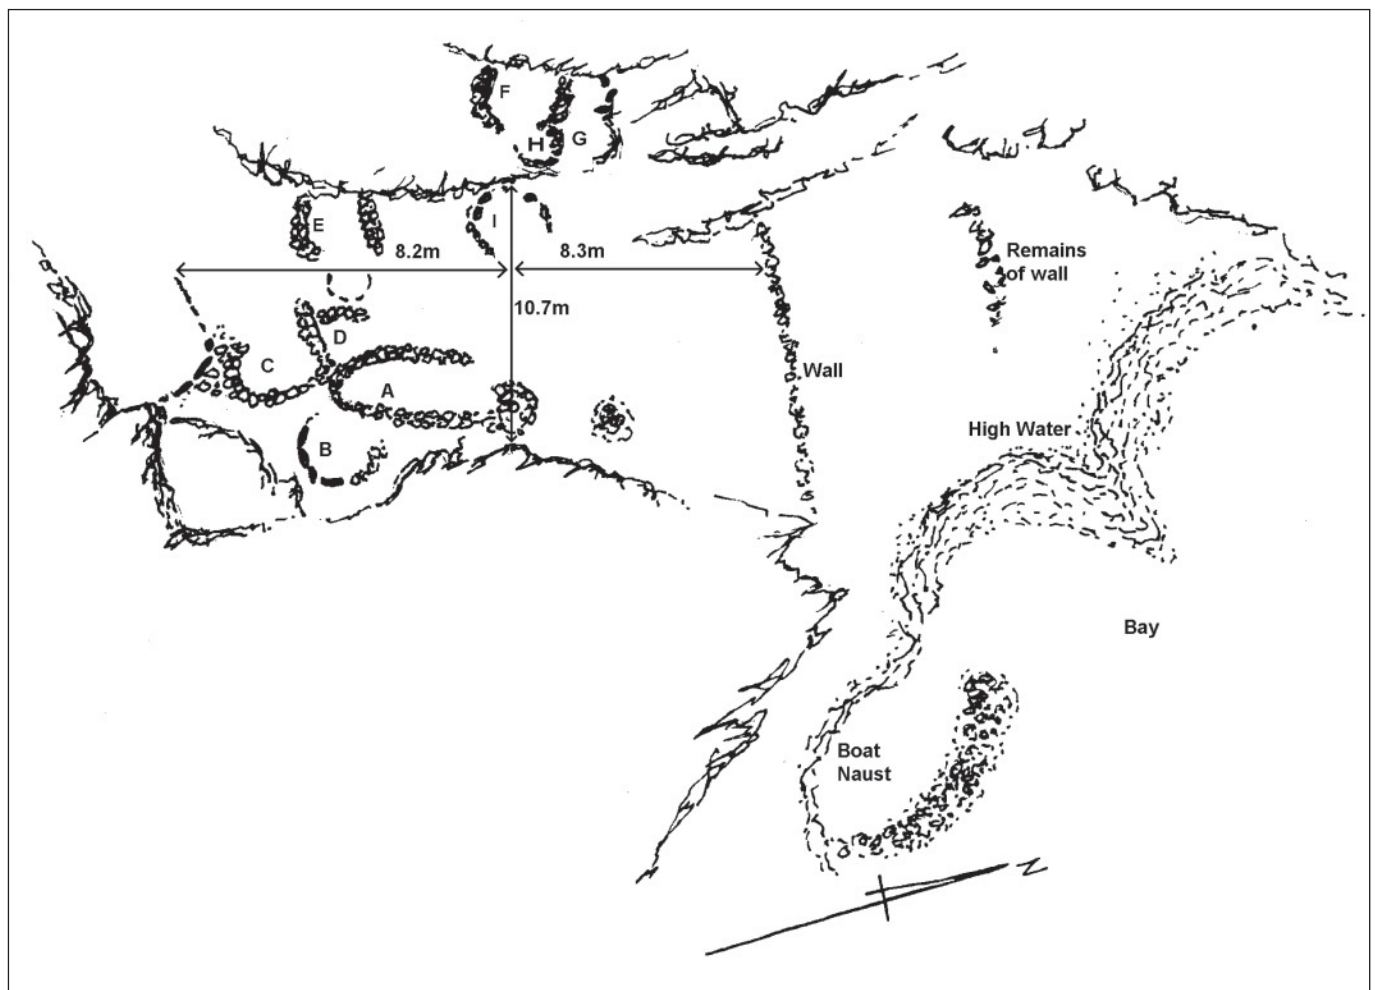 F
H
G
E
I
8.2m
8.3m
Remains
of wall
10.7m
D
C
A
Wall
B
High Water
Bay
Boat
Naust
N